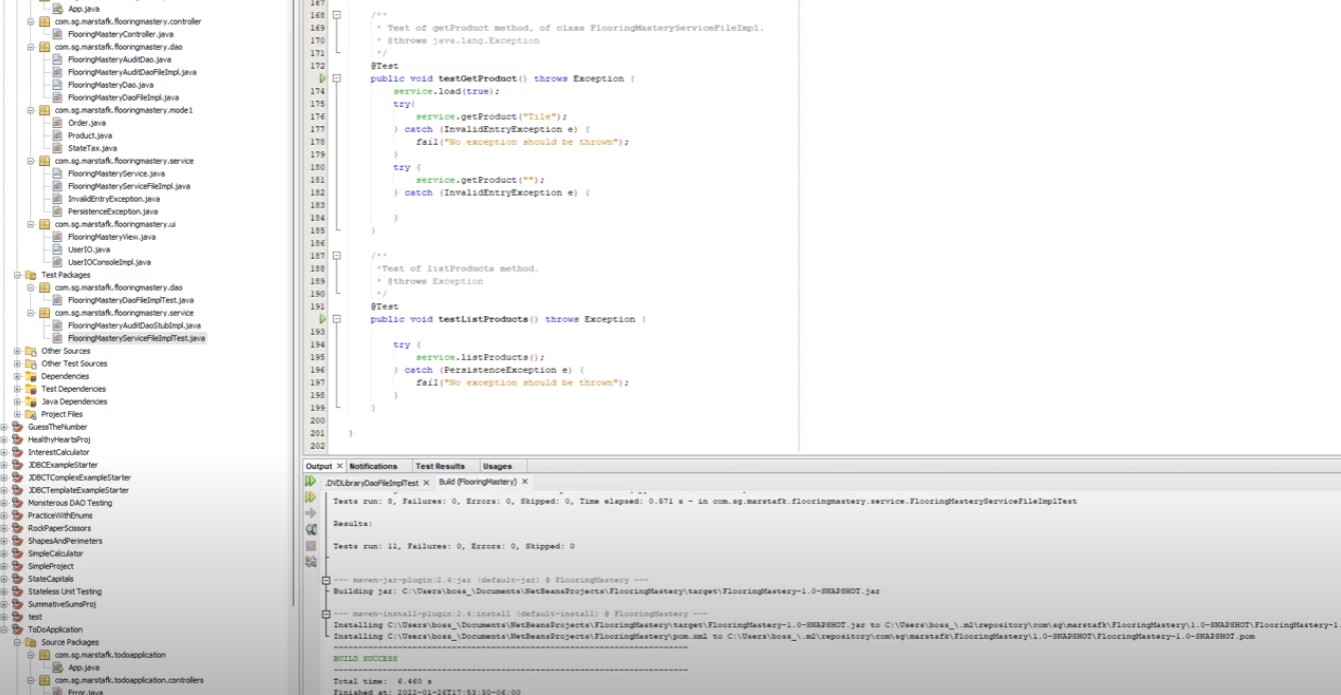 App.java
com.sg.marstafk.flooringmastery.controller
FlooringMasteryController.java
com.sg.marstafk.flooringmastery.dao
FlooringMasteryAuditDao.java
FlooringMasteryAuditDaoFileImpl.java
FlooringMasteryDao.java
FlooringMasteryDaoFileImpl.java
com.sg.marstafk.flooringmastery.model
Order.java
Product.java
StateTax.java
com.sg.marstafk.flooringmastery.service
FlooringMasteryService.java
FlooringMasteryServiceFileImpl.java
InvalidEntryException.java
PersistenceException.java
com.sg.marstafk.flooringmastery.ui
FlooringMasteryView.java
UserIO.java
UserIOConsoleImpl.java
Test Packages
com.sg.marstafk.flooringmastery.dao
FlooringMasteryDaoFileImplTest.java
com.sg.marstafk.flooringmastery.service
FlooringMasteryAuditDaoStubImpl.java
FlooringMasteryServiceFileImplTest.java
Other Sources
Other Test Sources
Dependencies
Test Dependencies
Java Dependencies
Project Files
GuessTheNumber
HealthyHeartsProj
InterestCalculator
JDBCExampleStarter
JDBCTComplexExampleStarter
JDBCTemplateExampleStarter
Monsterous DAO Testing
PracticeWithEnums
RockPaperScissors
ShapesAndPerimeters
SimpleCalculator
SimpleProject
StateCapitals
Stateless Unit Testing
SummativeSumsProj
test
ToDoApplication
Source Packages
com.sg.marstafk.todoapplication
App.java
com.sg.marstafk.todoapplication.controllers
Error.java
167
168 /**
169 * Test of getProduct method, of class FlooringMasteryServiceFileImpl.
170 * @throws java.lang.Exception
171 */
172 @Test
public void testGetProduct() throws Exception {
174 service.load(true);
175 try{
176 service.getProduct("Tile");
177 } catch (InvalidEntryException e) {
178 fail("No exception should be thrown");
179 }
180 try {
181 service.getProduct("");
182 } catch (InvalidEntryException e) {
183
184 }
185 }
186
187 /**
188 *Test of listProducts method.
189 * @throws Exception
190 */
191 @Test
public void testListProducts() throws Exception {
193
194 try {
195 service.listProducts();
196 } catch (PersistenceException e) {
197 fail("No exception should be thrown");
198 }
199 }
200
201 }
202
Output Notifications Test Results Usages
.DVDLibraryDaoFileImplTest Build (FlooringMastery)
Tests run: 8, Failures: 0, Errors: 0, Skipped: 0, Time elapsed: 0.571 s - in com.sg.marstafk.flooringmastery.service.FlooringMasteryServiceFileImplTest
Results:
Tests run: 11, Failures: 0, Errors: 0, Skipped: 0
--- maven-jar-plugin:2.4:jar (default-jar) @ FlooringMastery ---
Building jar: C:\Users\boss_\Documents\NetBeansProjects\FlooringMastery\target\FlooringMastery-1.0-SNAPSHOT.jar
--- maven-install-plugin:2.4:install (default-install) @ FlooringMastery ---
Installing C:\Users\boss_\Documents\NetBeansProjects\FlooringMastery\target\FlooringMastery-1.0-SNAPSHOT.jar to C:\Users\boss_\.m2\repository\com\sg\marstafk\FlooringMastery\1.0-SNAPSHOT\FlooringMastery-1.
Installing C:\Users\boss_\Documents\NetBeansProjects\FlooringMastery\pom.xml to C:\Users\boss_\.m2\repository\com\sg\marstafk\FlooringMastery\1.0-SNAPSHOT\FlooringMastery-1.0-SNAPSHOT.pom
------------------------------------------------------------------------
BUILD SUCCESS
------------------------------------------------------------------------
Total time: 6.460 s
Finished at: 2022-01-26T17:53:30-06:00